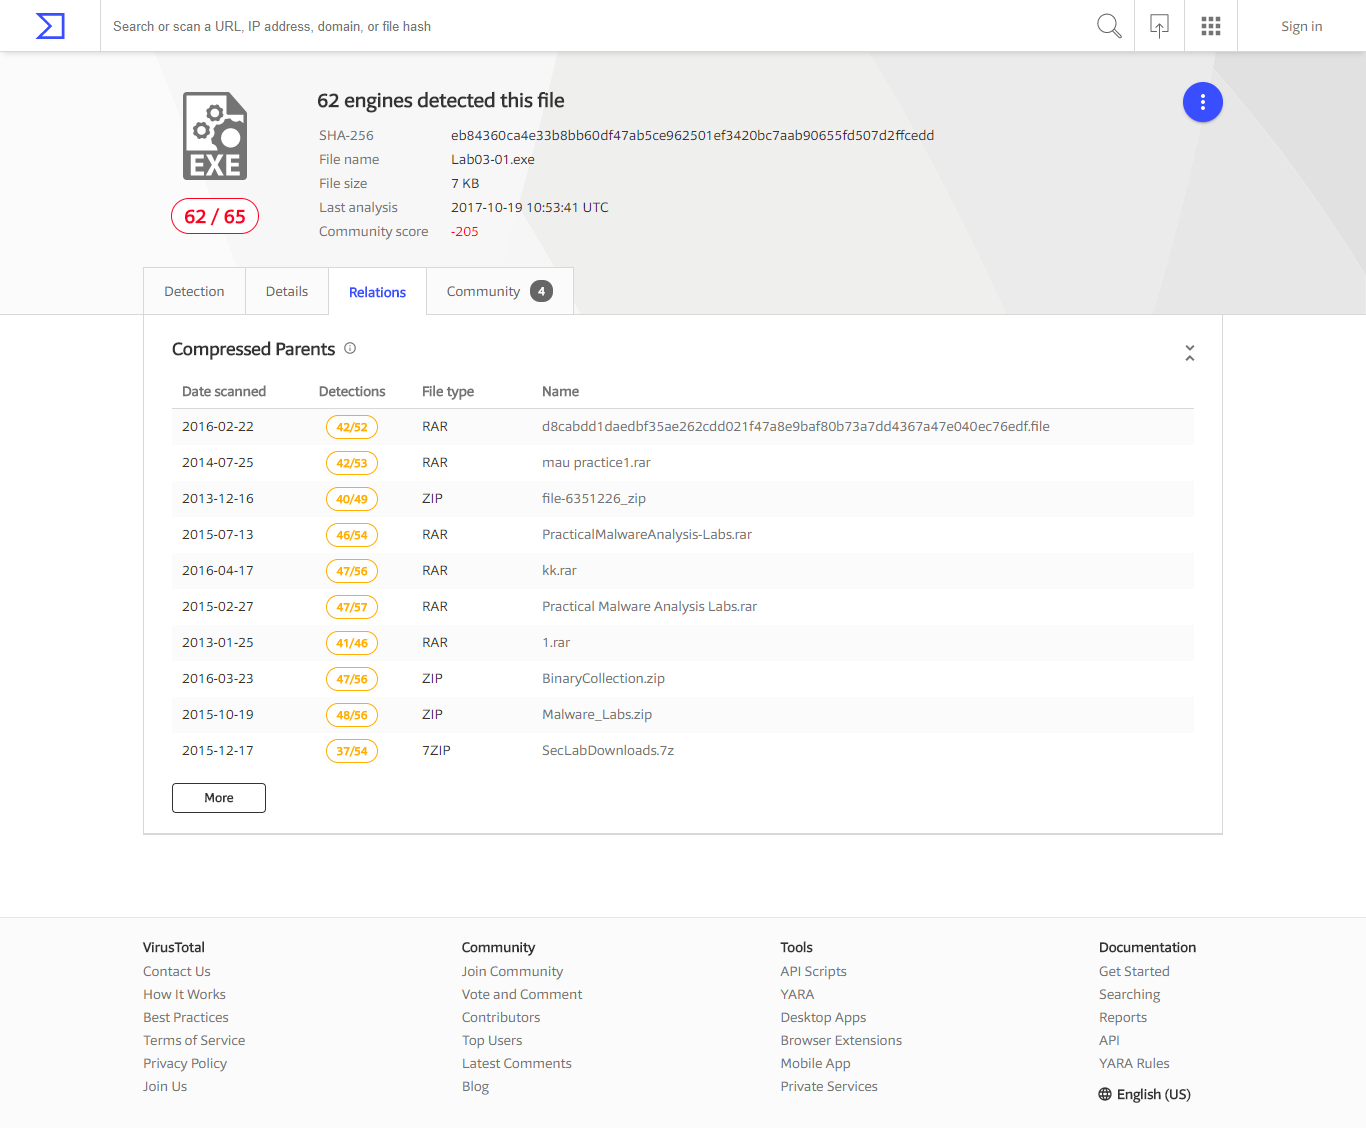 Search or scan a URL, IP address, domain, or file hash
Sign in
EXE
62 / 65
62 engines detected this file
SHA-256 eb84360ca4e33b8bb60df47ab5ce962501ef3420bc7aab90655fd507d2ffcedd
File name Lab03-01.exe
File size 7 KB
Last analysis 2017-10-19 10:53:41 UTC
Community score -205
Detection Details Relations Community 4
Compressed Parents
Date scanned Detections File type Name
2016-02-22 42/52 RAR d8cabdd1daedbf35ae262cdd021f47a8e9baf80b73a7dd4367a47e040ec76edf.file
2014-07-25 42/53 RAR mau practice1.rar
2013-12-16 40/49 ZIP file-6351226_zip
2015-07-13 46/54 RAR PracticalMalwareAnalysis-Labs.rar
2016-04-17 47/56 RAR kk.rar
2015-02-27 47/57 RAR Practical Malware Analysis Labs.rar
2013-01-25 41/46 RAR 1.rar
2016-03-23 47/56 ZIP BinaryCollection.zip
2015-10-19 48/56 ZIP Malware_Labs.zip
2015-12-17 37/54 7ZIP SecLabDownloads.7z
More
VirusTotal
Contact Us
How It Works
Best Practices
Terms of Service
Privacy Policy
Join Us
Community
Join Community
Vote and Comment
Contributors
Top Users
Latest Comments
Blog
Tools
API Scripts
YARA
Desktop Apps
Browser Extensions
Mobile App
Private Services
Documentation
Get Started
Searching
Reports
API
YARA Rules
English (US)